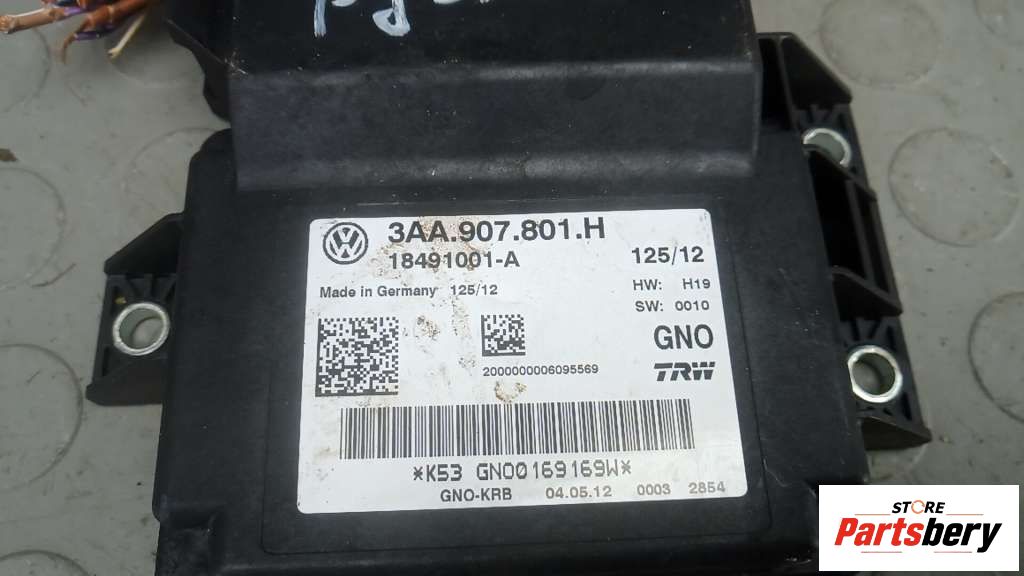 3AA.907.801.H
18491001-A 125/12
Made in Germany 125/12 HW: H19
SW: 0010
GNO
2000000006095569 TRW
*K53 GNO0169169W*
GNO-KRB 04.05.12 0003 2854
STORE
Partsbery